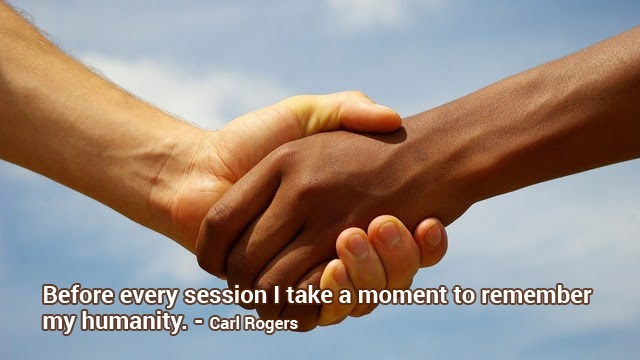 Before every session I take a moment to remember
my humanity. - Carl Rogers